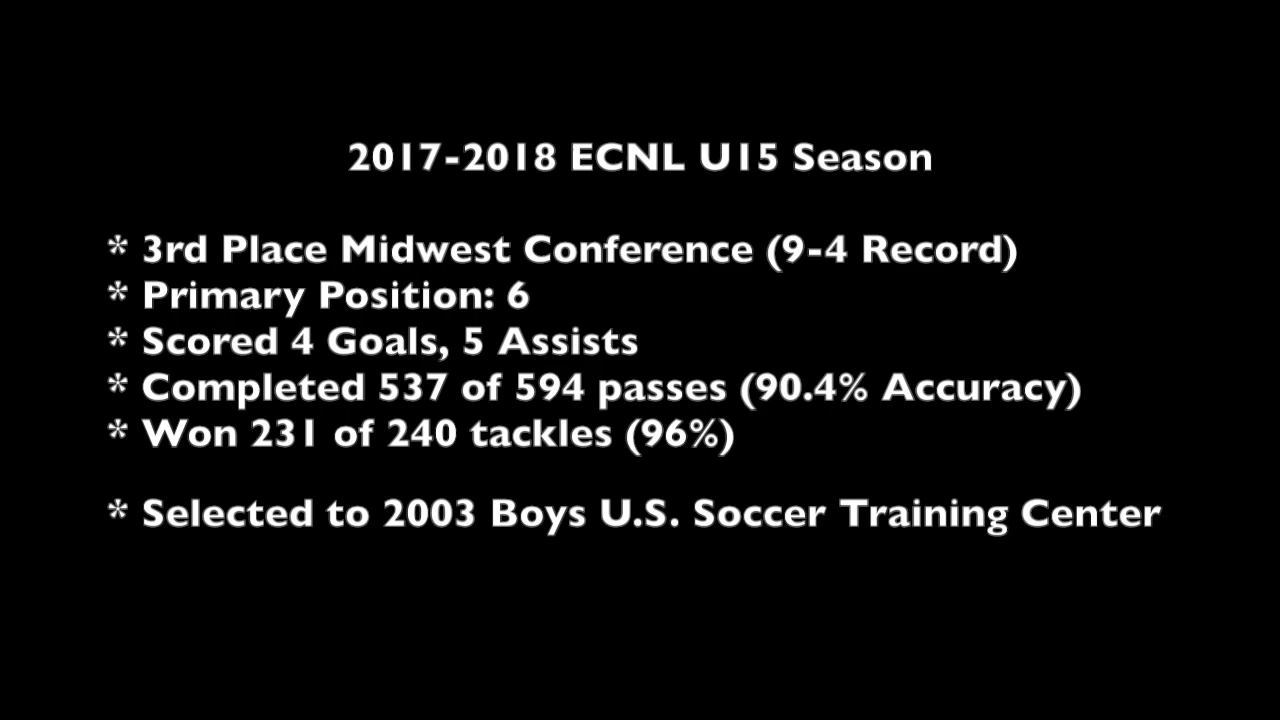 2017-2018 ECNL U15 Season
* 3rd Place Midwest Conference (9-4 Record)
* Primary Position: 6
* Scored 4 Goals, 5 Assists
* Completed 537 of 594 passes (90.4% Accuracy)
* Won 231 of 240 tackles (96%)
* Selected to 2003 Boys U.S. Soccer Training Center